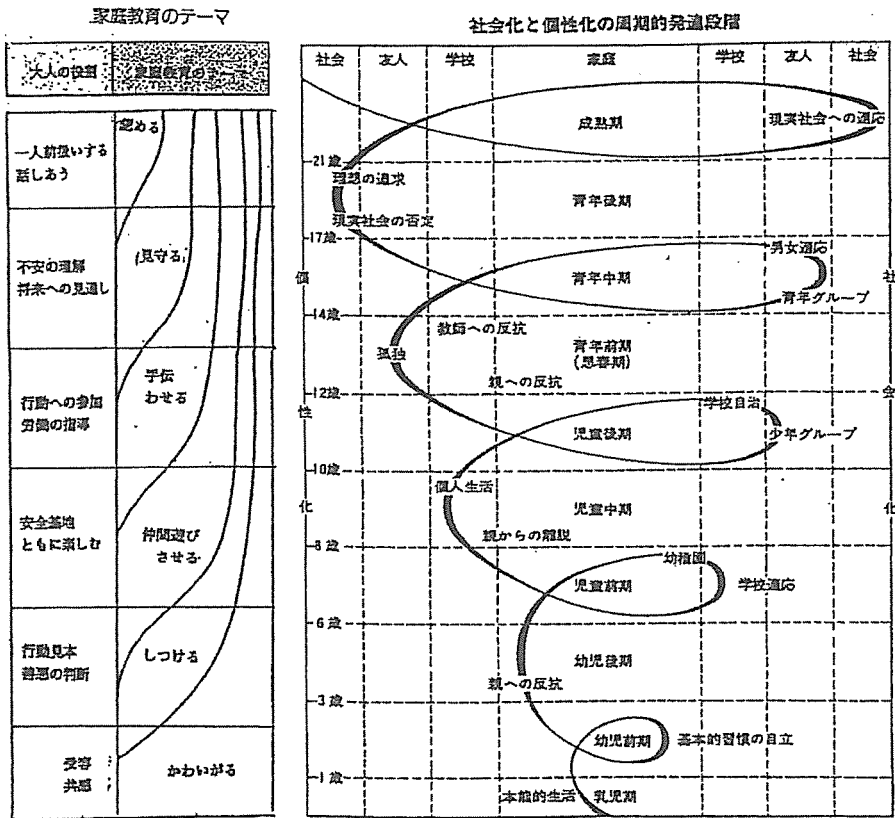 家庭教育のテーマ
大人の役割
家庭教育のテーマ
認める
一人前扱いする
話しあう
(見守る)
不安の理解
将来への見通し
手伝
わせる
行動への参加
労働の指導
安全基地
ともに楽しむ
仲間遊び
させる
行動見本
善悪の判断
しつける
受容
共感
かわいがる
社会化と個性化の周期的発達段階
社会 友人 学校 家庭 学校 友人 社会
成熟期
現実社会への適応
21歳
理想の追求
青年後期
現実社会の否定
17歳
男女適応
個
青年中期
社
青年グループ
14歳
教師への反抗
青年前期
孤独
(思春期)
親への反抗
12歳
会
学校自治
性
児童後期
少年グループ
10歳
個人生活
化
児童中期
化
親からの解脱
8歳
幼稚園
児童前期
学校適応
6歳
幼児後期
親への反抗
3歳
幼児前期
基本的習慣の自立
1歳
本能的生活
乳児期